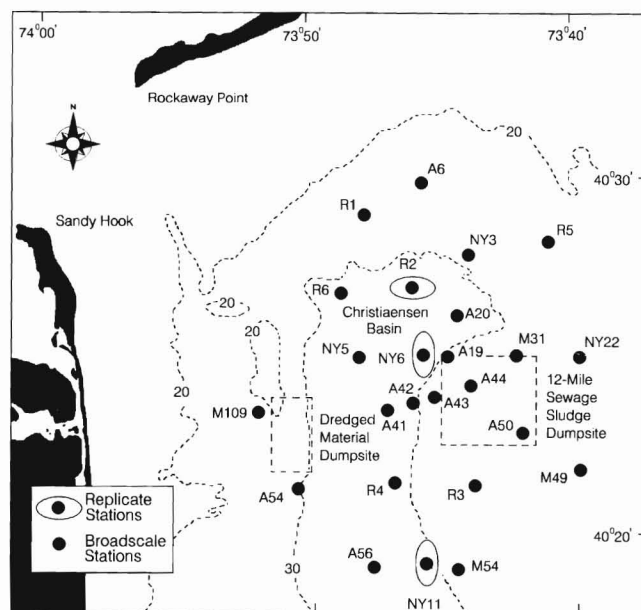 74°00'
73°50'
73°40'
Rockaway Point
N
20
A6
40°30'
R1
Sandy Hook
NY3
R5
R2
R6
20
Christiaensen
Basin
A20
20
M31
NY22
NY5
NY6
A19
20
A44
12-Mile
Sewage
Sludge
Dumpsite
A42
A43
M109
A41
Dredged
Material
Dumpsite
A50
M49
A54
R4
R3
Replicate
Stations
Broadscale
Stations
40°20'
A56
M54
30
NY11